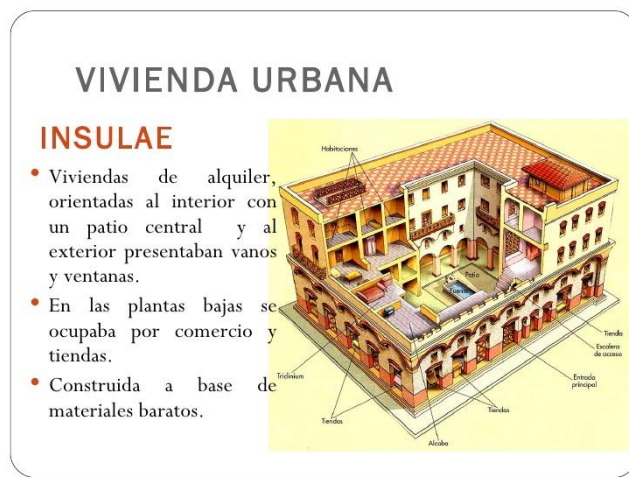 VIVIENDA URBANA
INSULAE
• Viviendas de alquiler,
orientadas al interior con
un patio central y al
exterior presentaban vanos
y ventanas.
• En las plantas bajas se
ocupaba por comercio y
tiendas.
• Construida a base de
materiales baratos.
Habitaciones
Patio
Fuente
Tienda
Escalera
de acceso
Entrada
principal
Triclinium
Tiendas
Tiendas
Alcoba